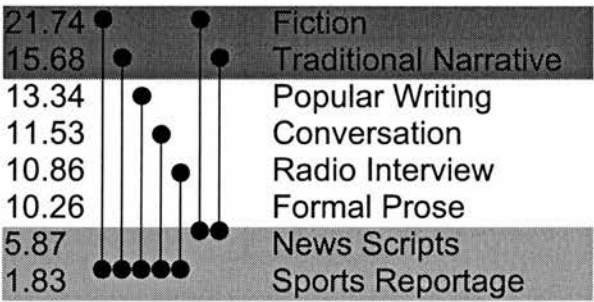 21.74 Fiction
15.68 Traditional Narrative
13.34 Popular Writing
11.53 Conversation
10.86 Radio Interview
10.26 Formal Prose
5.87 News Scripts
1.83 Sports Reportage